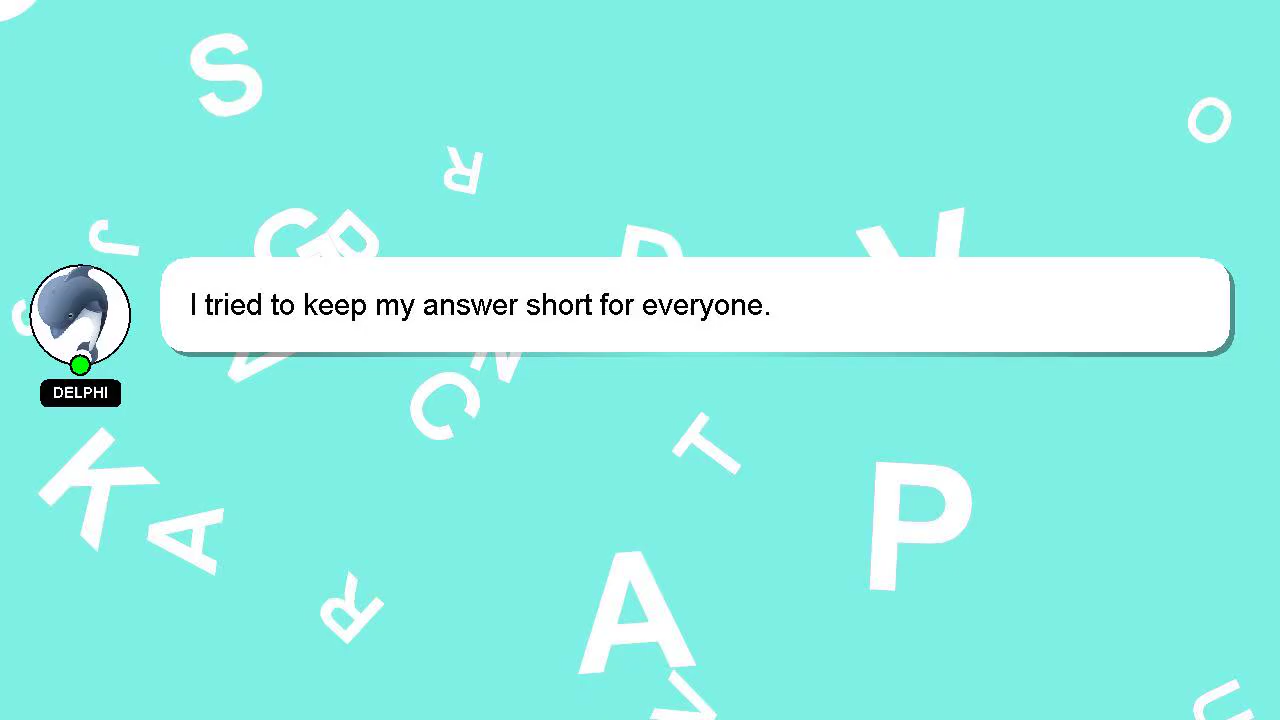 S
O
R
J
C
B
D
V
I tried to keep my answer short for everyone.
DELPHI
N
C
T
K
A
P
R
A
V
U